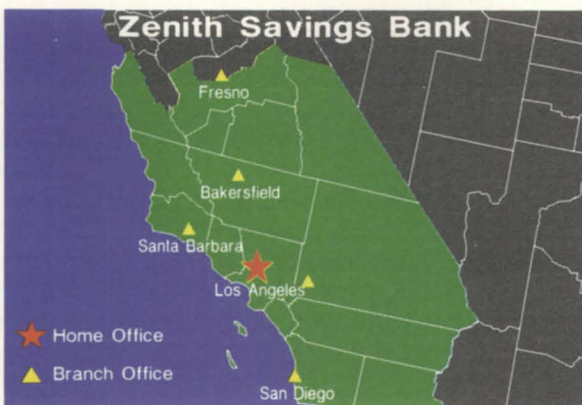 Zenith Savings Bank
Fresno
Bakersfield
Santa Barbara
Los Angeles
Home Office
Branch Office
San Diego